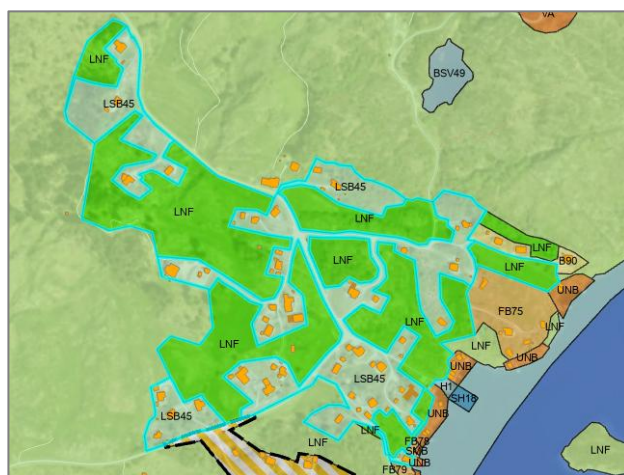 VA
LNF
BSV49
LSB45
LSB45
LNF
LNF
LNF
B90
LNF
LNF
UNB
FB75
LNF
LNF
LNF
LNF
UNB
LSB45
UNB
H1
SH18
LSB45
UNB
LNF
FB78
LNF
SMB
UNB
FB79